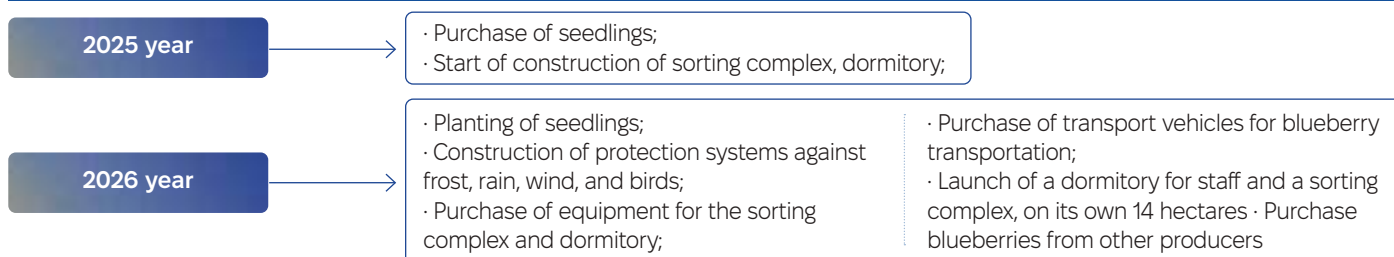 2025 year
· Purchase of seedlings;
· Start of construction of sorting complex, dormitory;
2026 year
· Planting of seedlings;
· Construction of protection systems against
frost, rain, wind, and birds;
· Purchase of equipment for the sorting
complex and dormitory;
· Purchase of transport vehicles for blueberry
transportation;
· Launch of a dormitory for staff and a sorting
complex, on its own 14 hectares · Purchase
blueberries from other producers